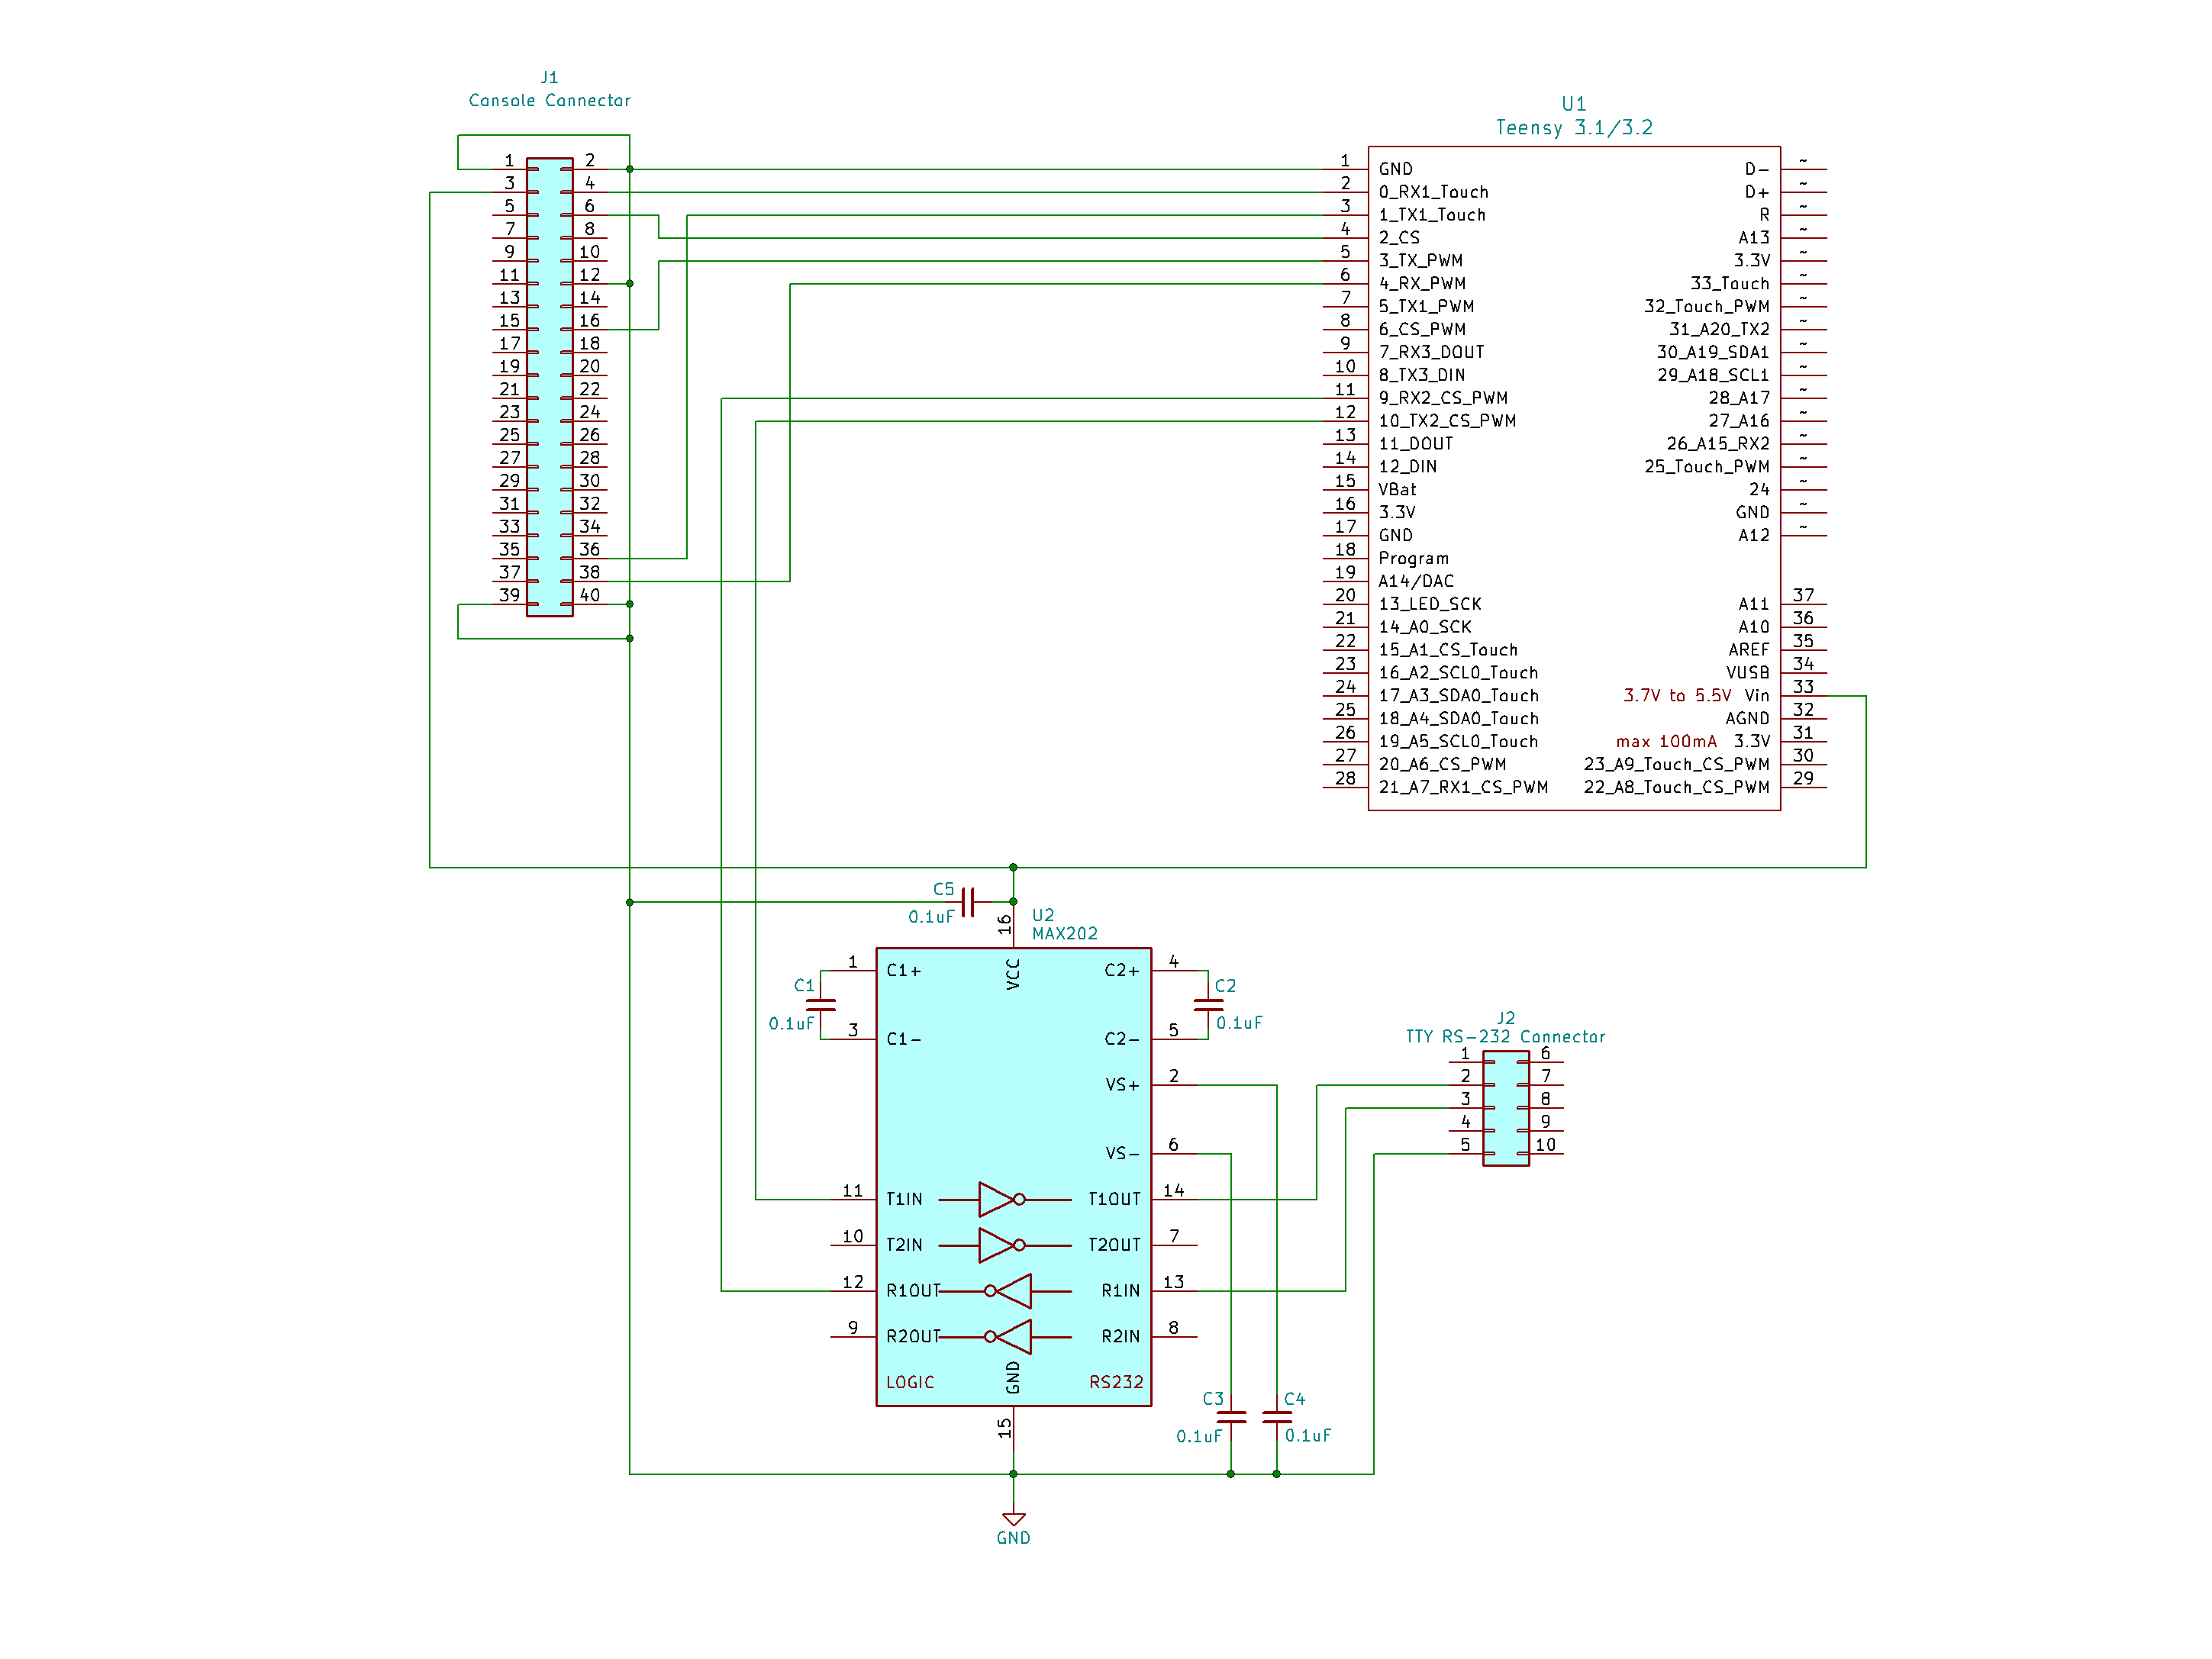 J1
Console Connector
1 2
3 4
5 6
7 8
9 10
11 12
13 14
15 16
17 18
19 20
21 22
23 24
25 26
27 28
29 30
31 32
33 34
35 36
37 38
39 40
U1
Teensy 3.1/3.2
1 GND D- ~
2 0_RX1_Touch D+ ~
3 1_TX1_Touch R ~
4 2_CS A13 ~
5 3_TX_PWM 3.3V ~
6 4_RX_PWM 33_Touch ~
7 5_TX1_PWM 32_Touch_PWM ~
8 6_CS_PWM 31_A20_TX2 ~
9 7_RX3_DOUT 30_A19_SDA1 ~
10 8_TX3_DIN 29_A18_SCL1 ~
11 9_RX2_CS_PWM 28_A17 ~
12 10_TX2_CS_PWM 27_A16 ~
13 11_DOUT 26_A15_RX2 ~
14 12_DIN 25_Touch_PWM ~
15 VBat 24 ~
16 3.3V GND ~
17 GND A12 ~
18 Program
19 A14/DAC
20 13_LED_SCK A11 37
21 14_A0_SCK A10 36
22 15_A1_CS_Touch AREF 35
23 16_A2_SCL0_Touch VUSB 34
24 17_A3_SDA0_Touch 3.7V to 5.5V Vin 33
25 18_A4_SDA0_Touch AGND 32
26 19_A5_SCL0_Touch max 100mA 3.3V 31
27 20_A6_CS_PWM 23_A9_Touch_CS_PWM 30
28 21_A7_RX1_CS_PWM 22_A8_Touch_CS_PWM 29
C5
0.1uF
16
U2
MAX202
VCC
1 C1+ C2+ 4
C1
0.1uF
C2
0.1uF
3 C1- C2- 5
VS+ 2
VS- 6
11 T1IN T1OUT 14
10 T2IN T2OUT 7
12 R1OUT R1IN 13
9 R2OUT R2IN 8
LOGIC GND RS232
15
C3
0.1uF
C4
0.1uF
GND
J2
TTY RS-232 Connector
1 6
2 7
3 8
4 9
5 10